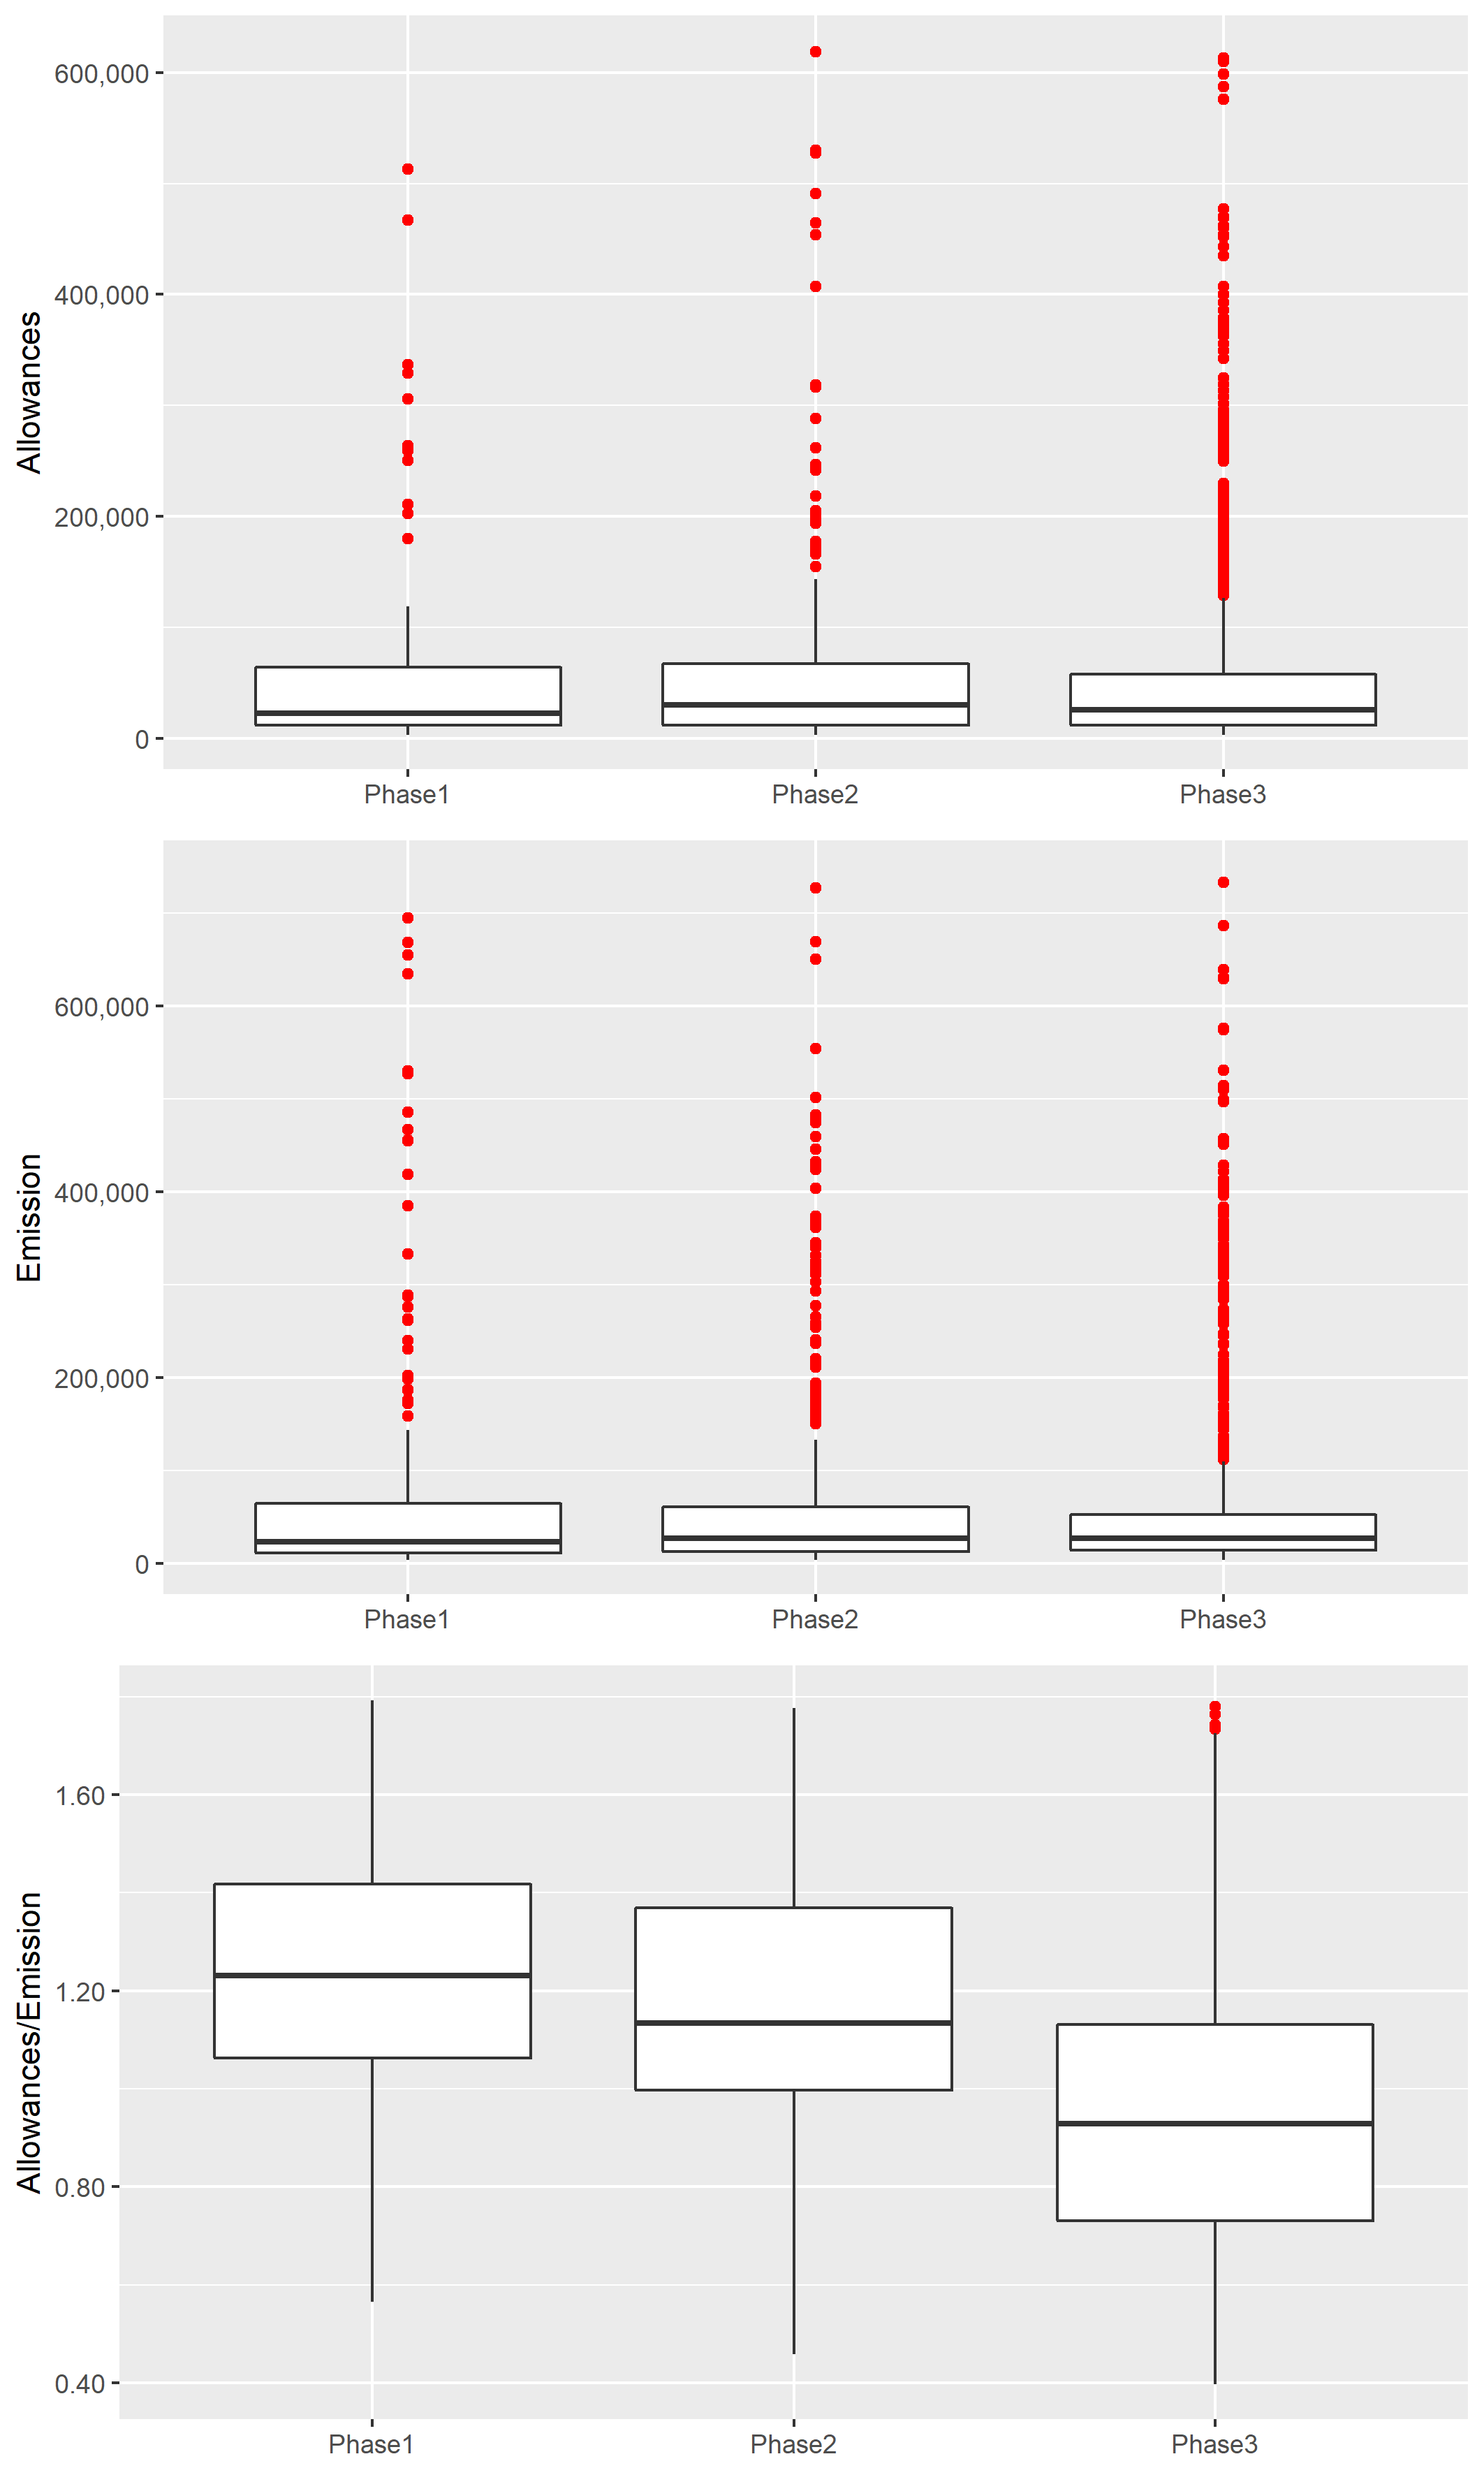 Allowances
600,000
400,000
200,000
0
Phase1 Phase2 Phase3
Emission
600,000
400,000
200,000
0
Phase1 Phase2 Phase3
Allowances/Emission
1.60
1.20
0.80
0.40
Phase1 Phase2 Phase3